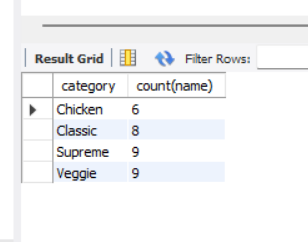 Result Grid Filter Rows:
category count(name)
Chicken 6
Classic 8
Supreme 9
Veggie 9